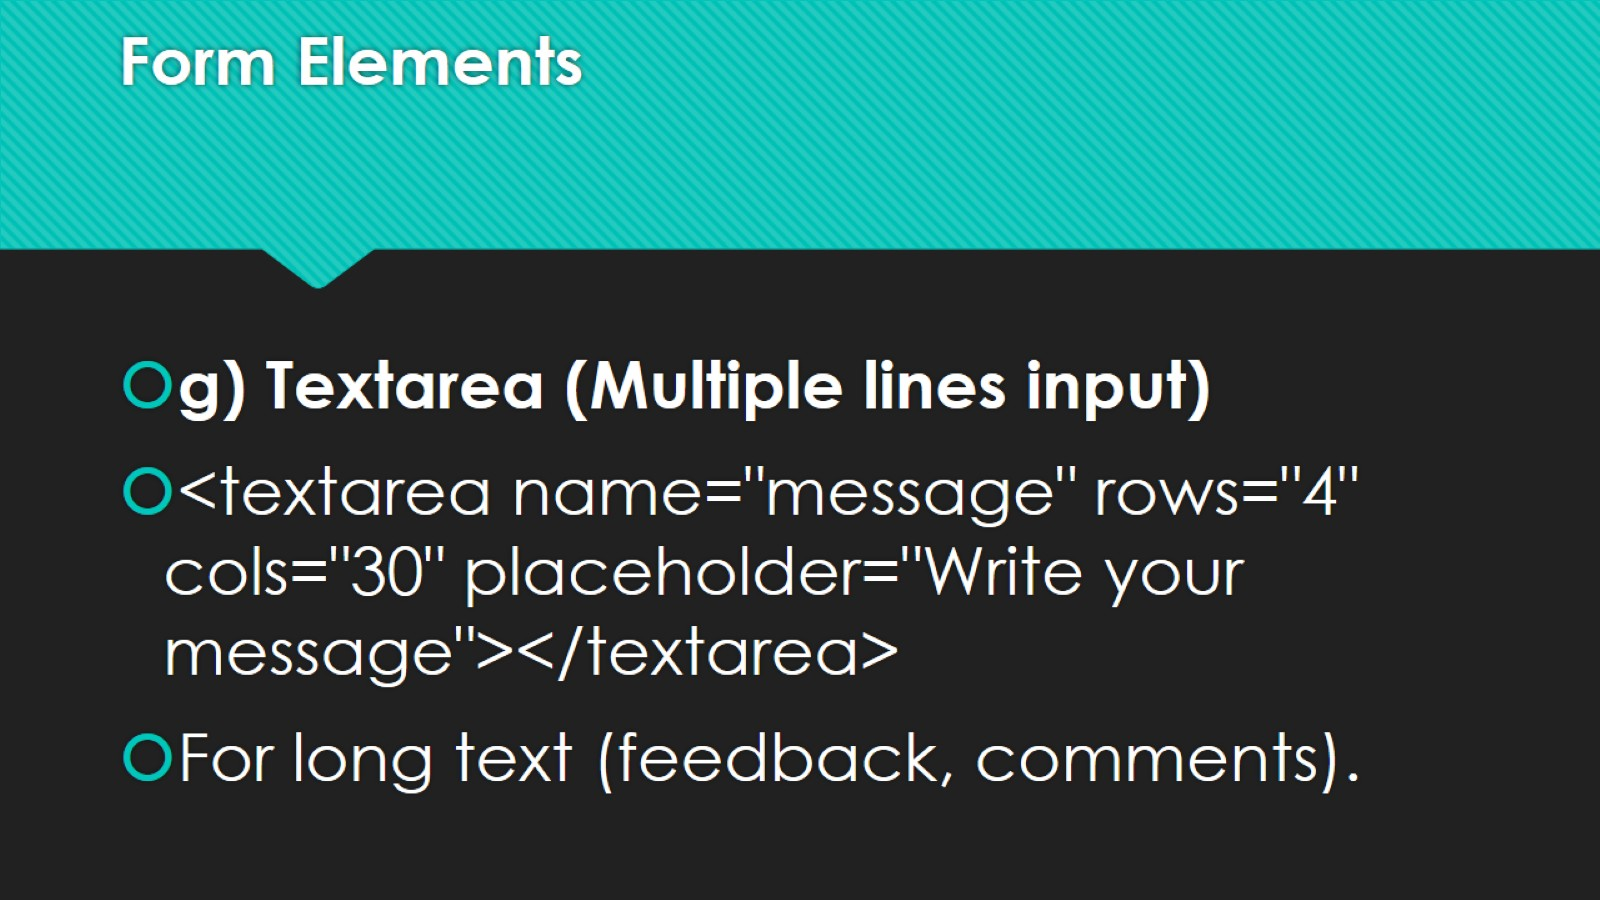 Form Elements
g) Textarea (Multiple lines input)
<textarea name="message" rows="4"
cols="30" placeholder="Write your
message"></textarea>
For long text (feedback, comments).